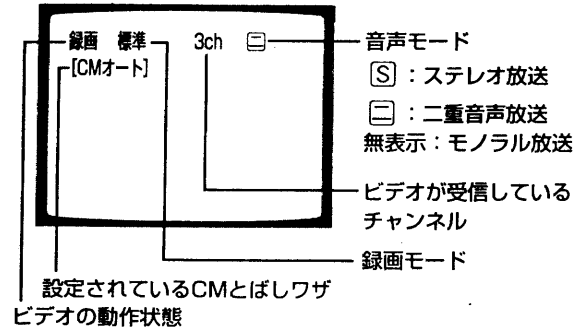 録画 標準 3ch 二
[CMオート]
音声モード
S：ステレオ放送
二：二重音声放送
無表示：モノラル放送
ビデオが受信している
チャンネル
録画モード
設定されているCMとばしワザ
ビデオの動作状態